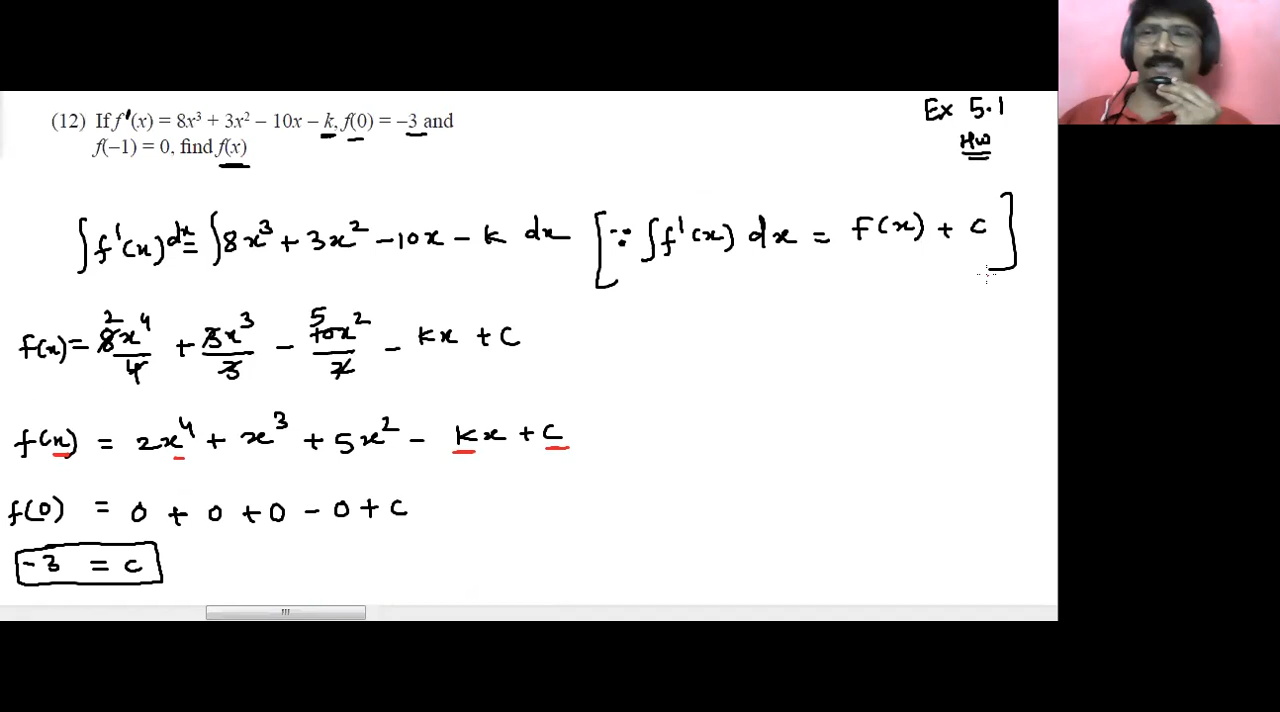 (12) If f'(x) = 8x³ + 3x² − 10x − k, f(0) = −3 and
f(−1) = 0, find f(x)
Ex 5.1
HW
∫f'(x)dx = ∫8x³ + 3x² − 10x − k dx [∵ ∫f'(x) dx = F(x) + c]
f(x) = 2 8x⁴/4 + 3x³/3 − 5 10x²/2 − kx + C
f(x) = 2x⁴ + x³ + 5x² − kx + C
f(0) = 0 + 0 + 0 − 0 + C
−3 = C